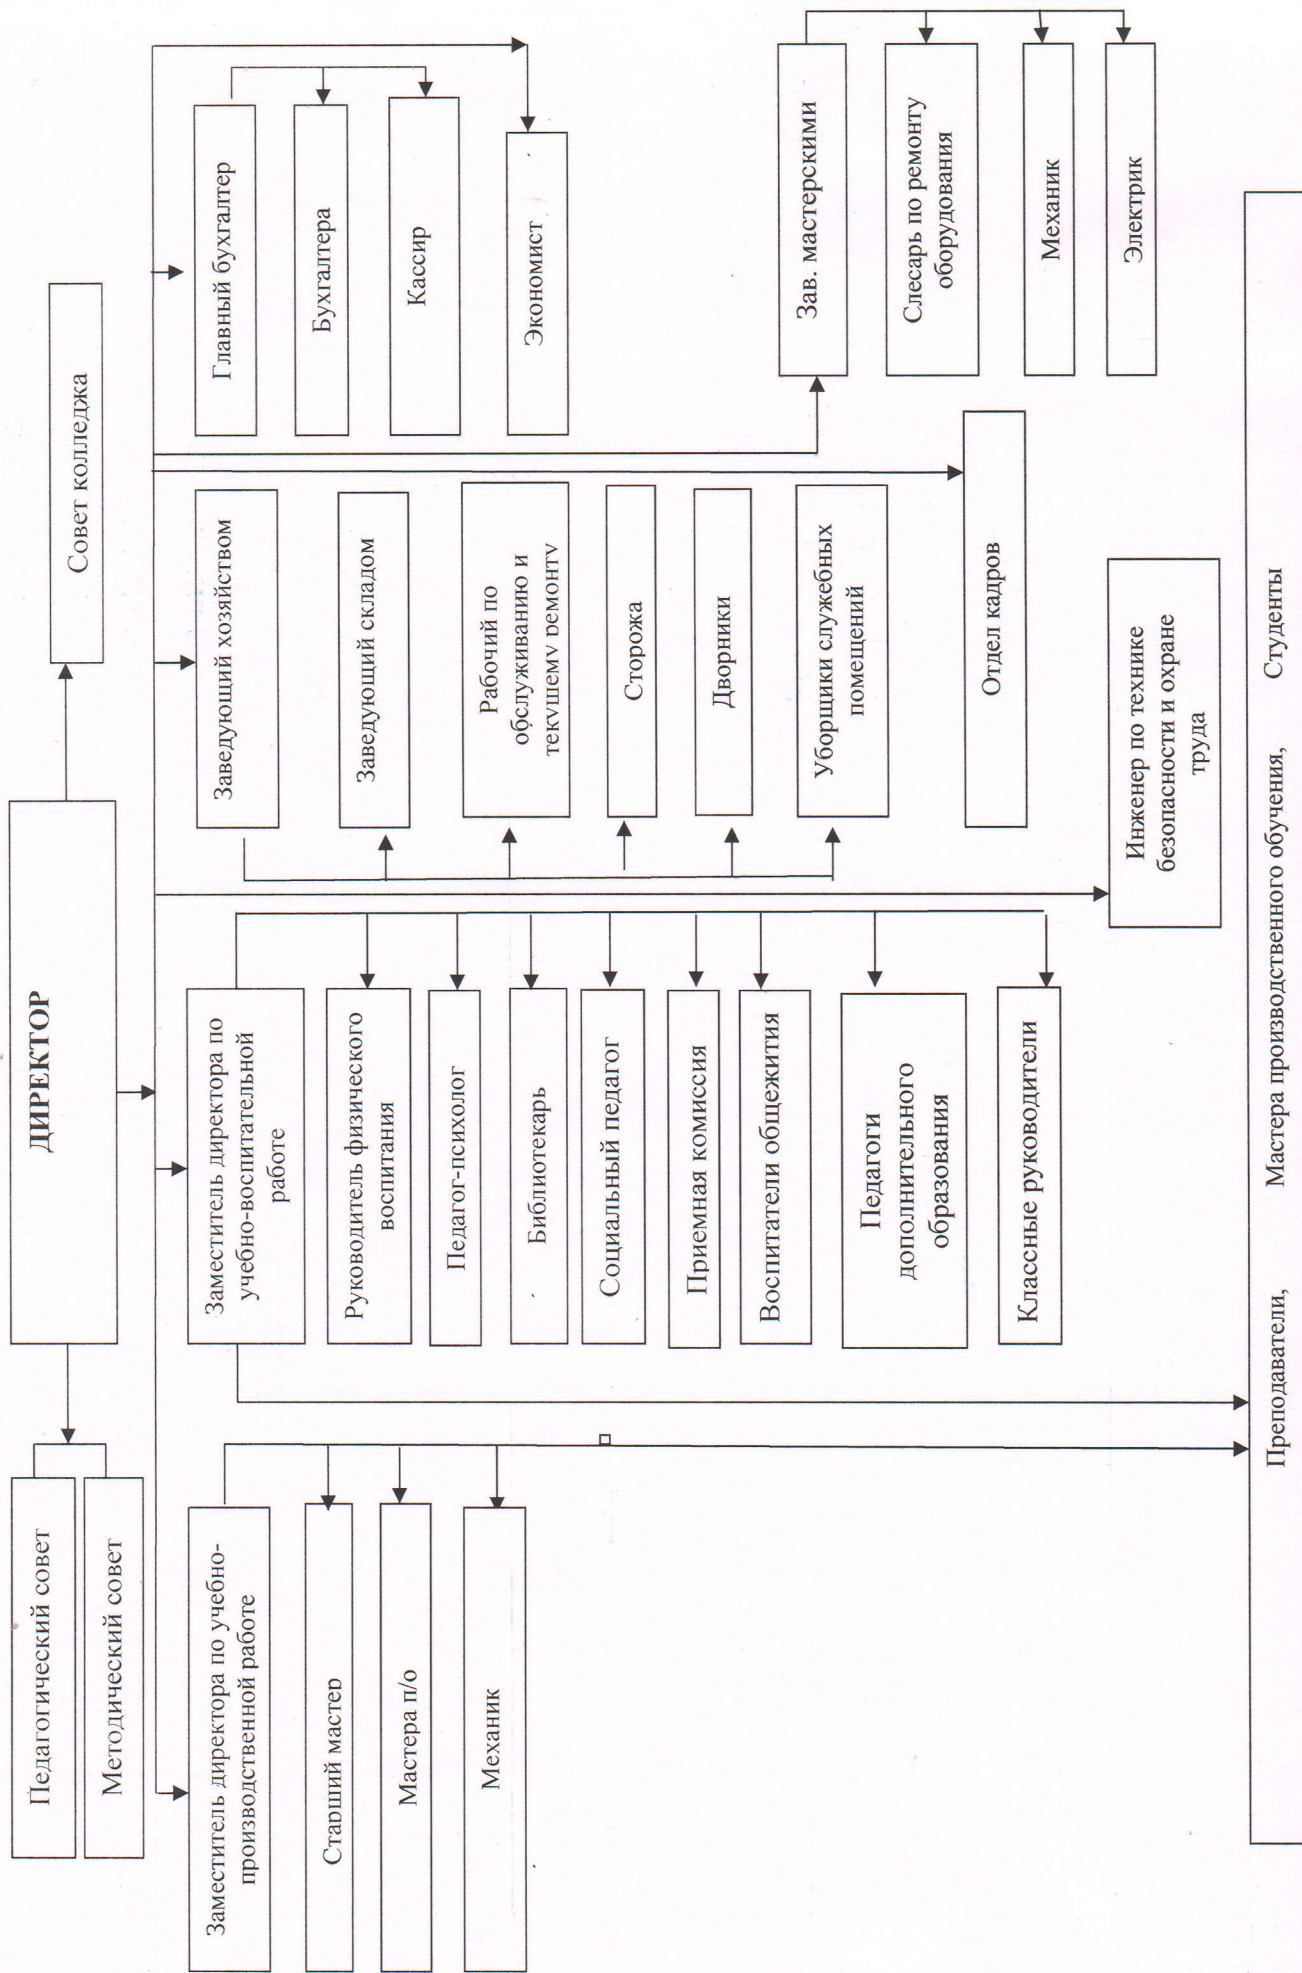 ДИРЕКТОР
Педагогический совет
Методический совет
Совет колледжа
Заместитель директора по учебно-
производственной работе
Старший мастер
Мастера п/о
Механик
Заместитель директора по
учебно-воспитательной
работе
Руководитель физического
воспитания
Педагог-психолог
Библиотекарь
Социальный педагог
Приемная комиссия
Воспитатели общежития
Педагоги
дополнительного
образования
Классные руководители
Заведующий хозяйством
Заведующий складом
Рабочий по
обслуживанию и
текущему ремонту
Сторожа
Дворники
Уборщики служебных
помещений
Отдел кадров
Инженер по технике
безопасности и охране
труда
Главный бухгалтер
Бухгалтера
Кассир
Экономист
Зав. мастерскими
Слесарь по ремонту
оборудования
Механик
Электрик
Преподаватели, Мастера производственного обучения, Студенты